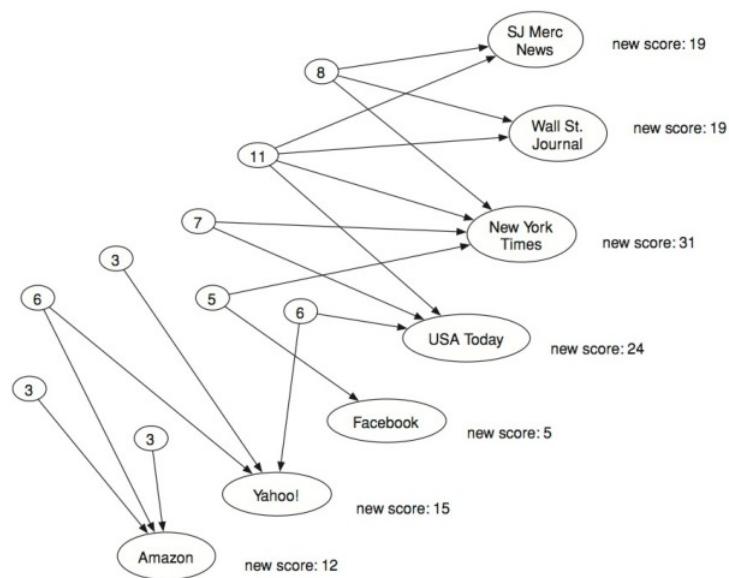 SJ Merc
News
new score: 19
8
Wall St.
Journal
new score: 19
11
7
New York
Times
new score: 31
3
6
5
6
USA Today
new score: 24
3
Facebook
new score: 5
3
Yahoo!
new score: 15
Amazon
new score: 12